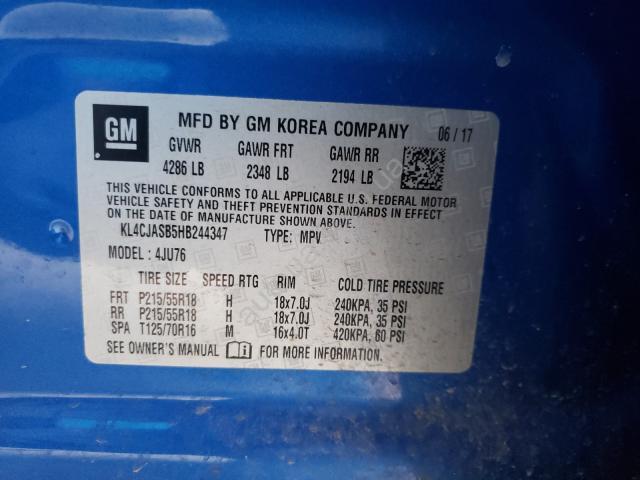 GM
MFD BY GM KOREA COMPANY 06 / 17
GVWR GAWR FRT GAWR RR
4286 LB 2348 LB 2194 LB
THIS VEHICLE CONFORMS TO ALL APPLICABLE U.S. FEDERAL MOTOR
VEHICLE SAFETY AND THEFT PREVENTION STANDARDS IN EFFECT
ON THE DATE OF MANUFACTURE SHOWN ABOVE.
KL4CJASB5HB244347 TYPE: MPV
MODEL : 4JU76
TIRE SIZE SPEED RTG RIM COLD TIRE PRESSURE
FRT P215/55R18 H 18x7.0J 240KPA, 35 PSI
RR P215/55R18 H 18x7.0J 240KPA, 35 PSI
SPA T125/70R16 M 16x4.0T 420KPA, 60 PSI
SEE OWNER'S MANUAL FOR MORE INFORMATION